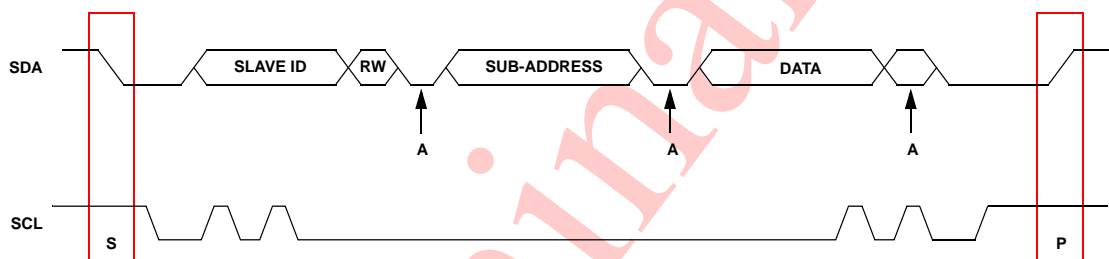 SDA SLAVE ID RW SUB-ADDRESS DATA
A A A
SCL
S P